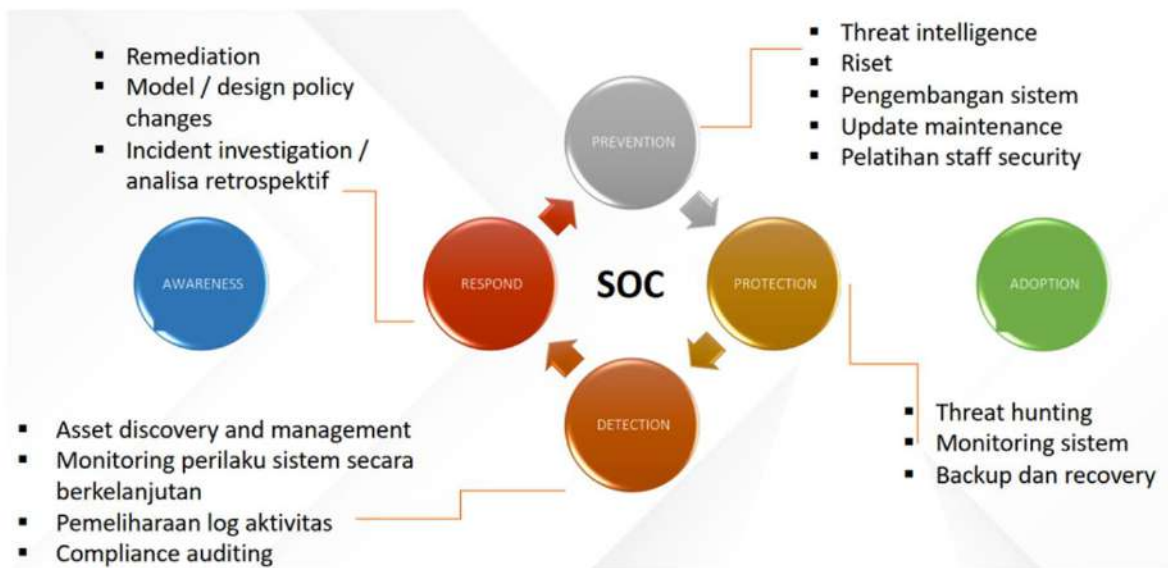 Remediation
Model / design policy
changes
Incident investigation /
analisa retrospektif
Threat intelligence
Riset
Pengembangan sistem
Update maintenance
Pelatihan staff security
PREVENTION
AWARENESS
RESPOND
SOC
PROTECTION
ADOPTION
DETECTION
Asset discovery and management
Monitoring perilaku sistem secara
berkelanjutan
Pemeliharaan log aktivitas
Compliance auditing
Threat hunting
Monitoring sistem
Backup dan recovery